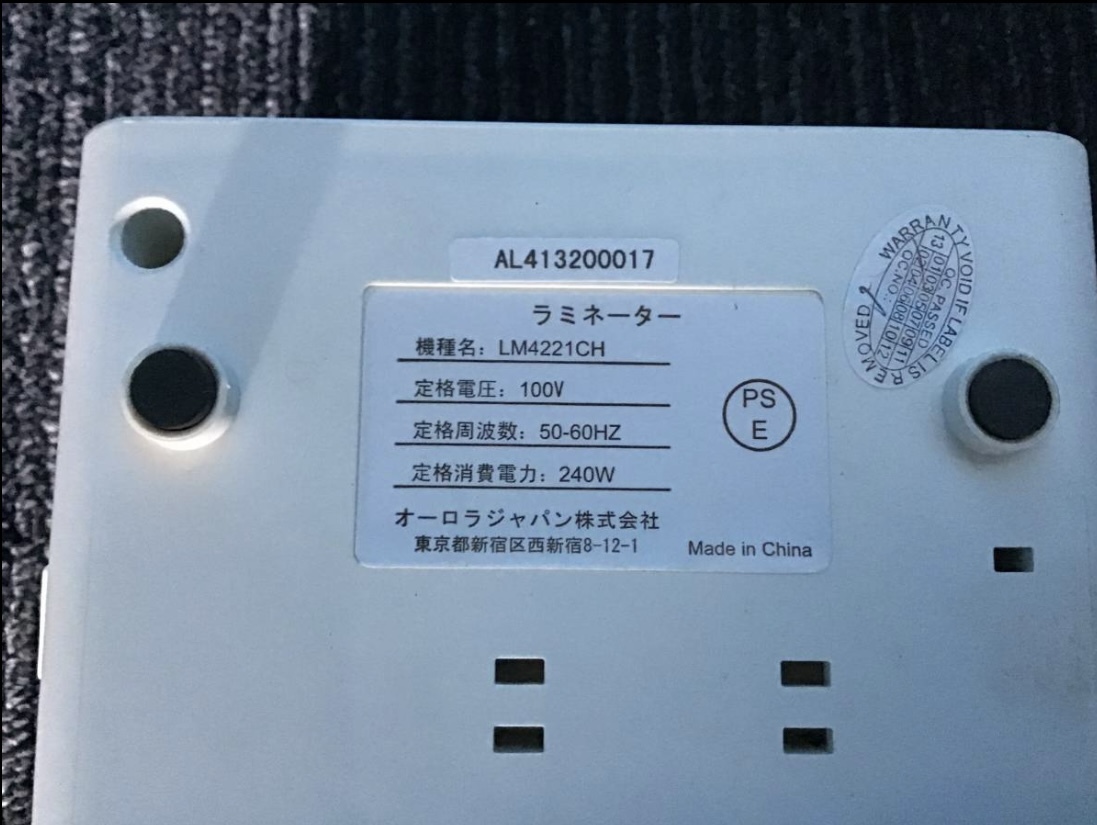 AL413200017
ラミネーター
機種名: LM4221CH
定格電圧: 100V
定格周波数: 50-60HZ
定格消費電力: 240W
PS
E
オーロラジャパン株式会社
東京都新宿区西新宿8-12-1
Made in China
WARRANTY VOID IF LABEL IS REMOVED
QC PASSED
13
QC.NO.: